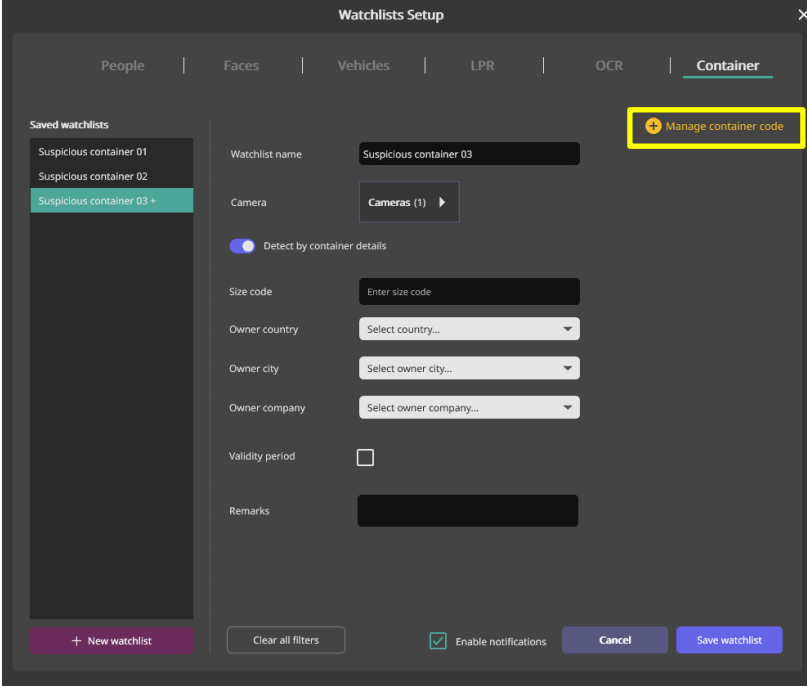 Watchlists Setup
People | Faces | Vehicles | LPR | OCR | Container
Saved watchlists
Suspicious container 01
Suspicious container 02
Suspicious container 03 +
+ New watchlist
+ Manage container code
Watchlist name Suspicious container 03
Camera Cameras (1)
Detect by container details
Size code Enter size code
Owner country Select country...
Owner city Select owner city...
Owner company Select owner company...
Validity period
Remarks
Clear all filters Enable notifications Cancel Save watchlist